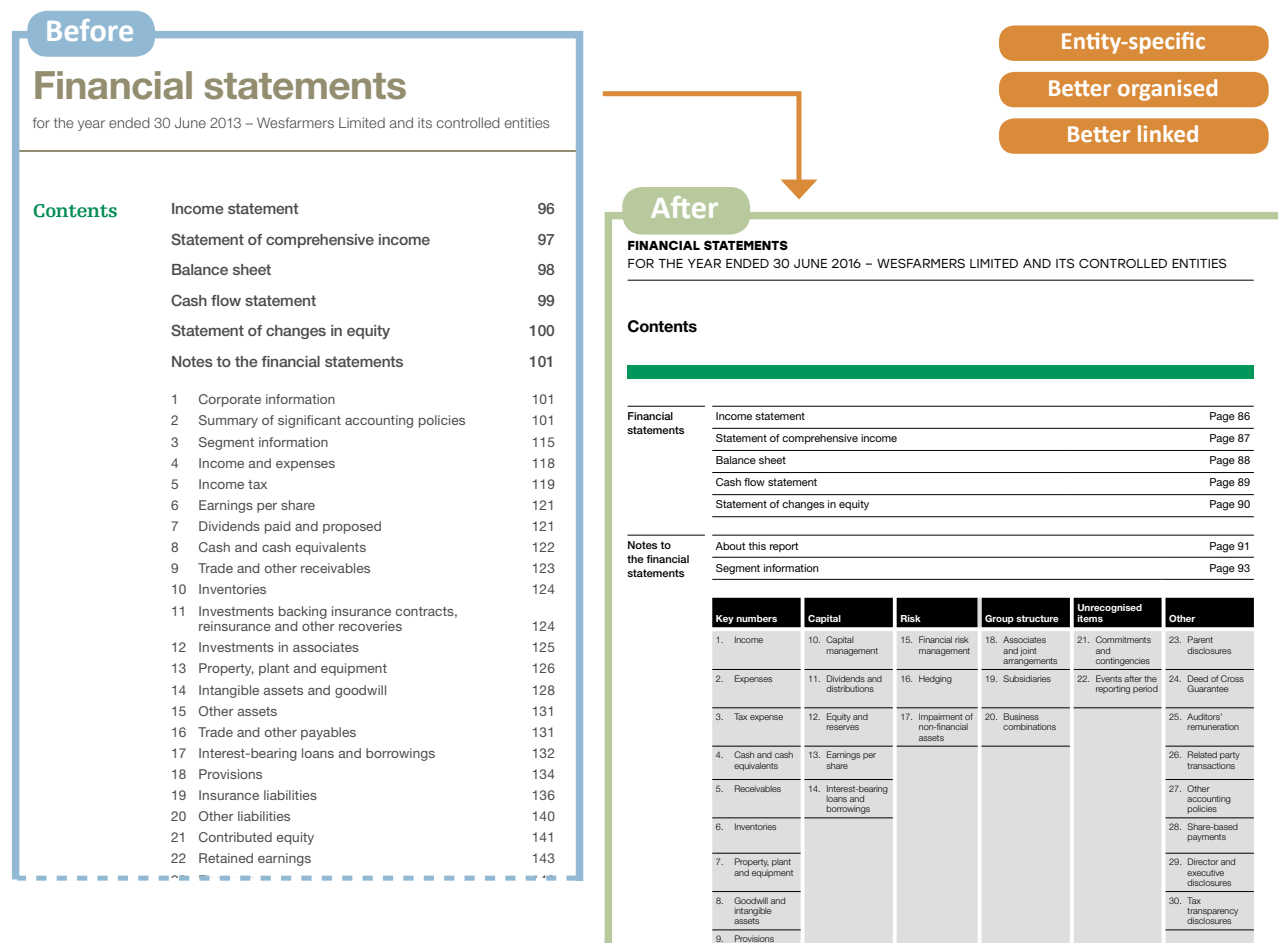 Before
Financial statements
for the year ended 30 June 2013 – Wesfarmers Limited and its controlled entities
Contents
Income statement 96
Statement of comprehensive income 97
Balance sheet 98
Cash flow statement 99
Statement of changes in equity 100
Notes to the financial statements 101
1 Corporate information 101
2 Summary of significant accounting policies 101
3 Segment information 115
4 Income and expenses 118
5 Income tax 119
6 Earnings per share 121
7 Dividends paid and proposed 121
8 Cash and cash equivalents 122
9 Trade and other receivables 123
10 Inventories 124
11 Investments backing insurance contracts,
reinsurance and other recoveries 124
12 Investments in associates 125
13 Property, plant and equipment 126
14 Intangible assets and goodwill 128
15 Other assets 131
16 Trade and other payables 131
17 Interest-bearing loans and borrowings 132
18 Provisions 134
19 Insurance liabilities 136
20 Other liabilities 140
21 Contributed equity 141
22 Retained earnings 143
Entity-specific
Better organised
Better linked
After
FINANCIAL STATEMENTS
FOR THE YEAR ENDED 30 JUNE 2016 – WESFARMERS LIMITED AND ITS CONTROLLED ENTITIES
Contents
Financial
statements
Income statement Page 86
Statement of comprehensive income Page 87
Balance sheet Page 88
Cash flow statement Page 89
Statement of changes in equity Page 90
Notes to
the financial
statements
About this report Page 91
Segment information Page 93
Key numbers
1. Income
2. Expenses
3. Tax expense
4. Cash and cash
equivalents
5. Receivables
6. Inventories
7. Property, plant
and equipment
8. Goodwill and
intangible
assets
9. Provisions
Capital
10. Capital
management
11. Dividends and
distributions
12. Equity and
reserves
13. Earnings per
share
14. Interest-bearing
loans and
borrowings
Risk
15. Financial risk
management
16. Hedging
17. Impairment of
non-financial
assets
Group structure
18. Associates
and joint
arrangements
19. Subsidiaries
20. Business
combinations
Unrecognised
items
21. Commitments
and
contingencies
22. Events after the
reporting period
Other
23. Parent
disclosures
24. Deed of Cross
Guarantee
25. Auditors'
remuneration
26. Related party
transactions
27. Other
accounting
policies
28. Share-based
payments
29. Director and
executive
disclosures
30. Tax
transparency
disclosures